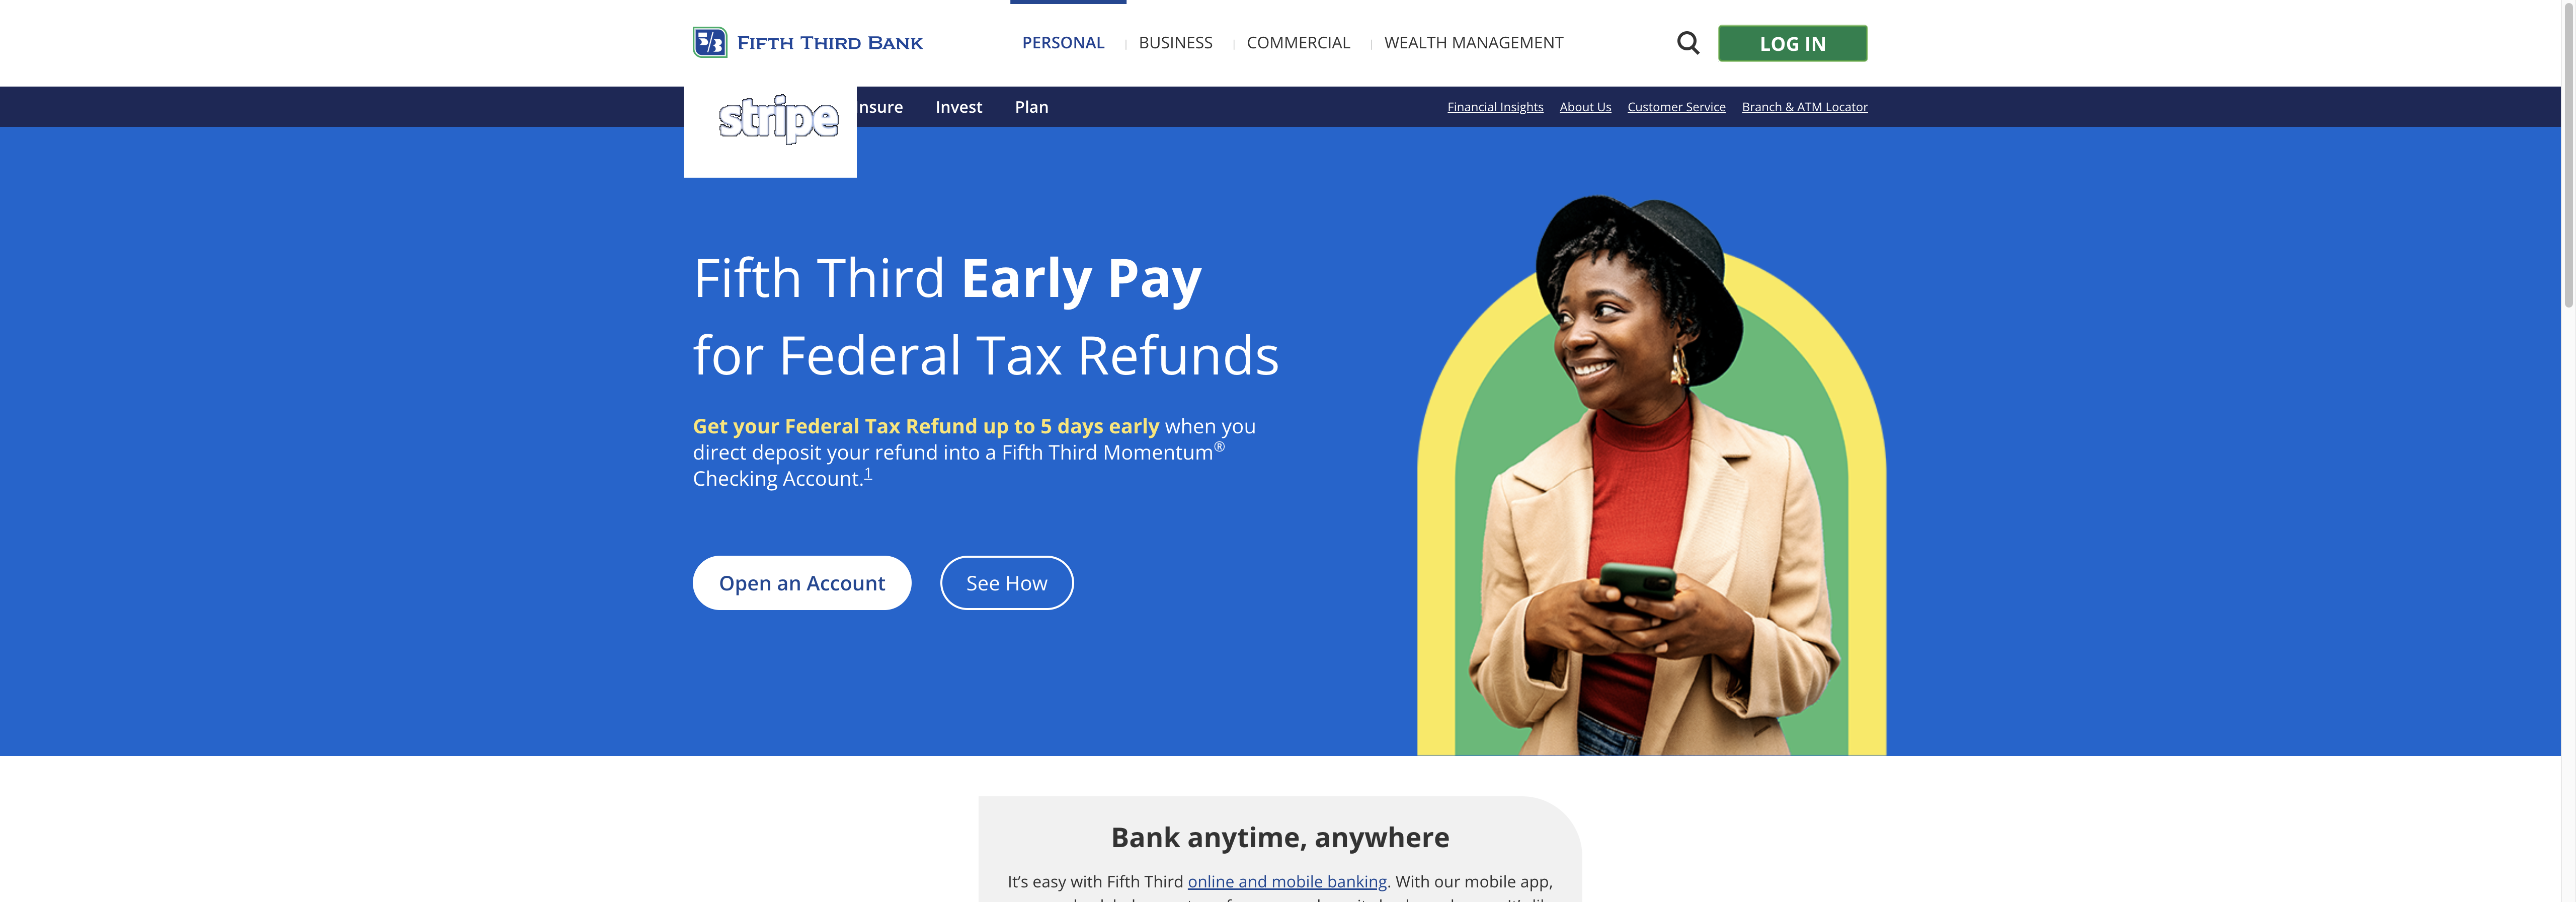 5/3 FIFTH THIRD BANK
PERSONAL
BUSINESS
COMMERCIAL
WEALTH MANAGEMENT
LOG IN
stripe
Insure
Invest
Plan
Financial Insights
About Us
Customer Service
Branch & ATM Locator
Fifth Third Early Pay
for Federal Tax Refunds
Get your Federal Tax Refund up to 5 days early when you
direct deposit your refund into a Fifth Third Momentum®
Checking Account.1
Open an Account
See How
Bank anytime, anywhere
It's easy with Fifth Third online and mobile banking. With our mobile app,